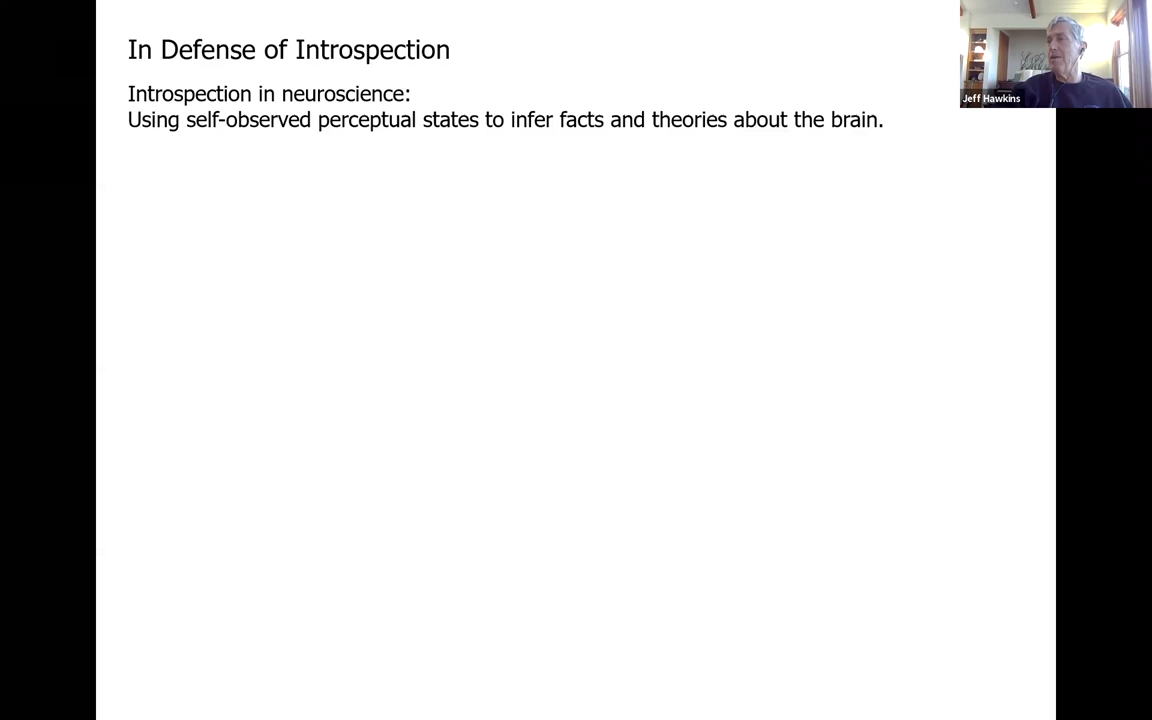 In Defense of Introspection
Introspection in neuroscience:
Using self-observed perceptual states to infer facts and theories about the brain.
Jeff Hawkins